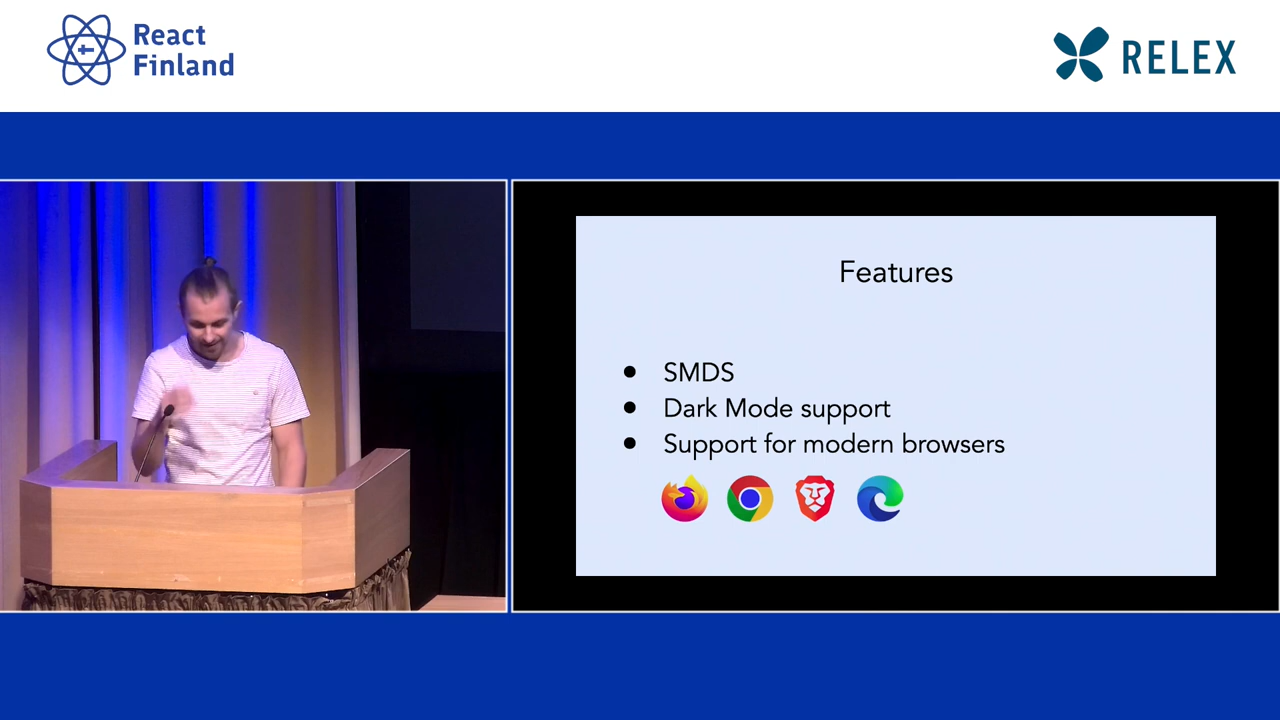 React
Finland
RELEX
Features
● SMDS
● Dark Mode support
● Support for modern browsers